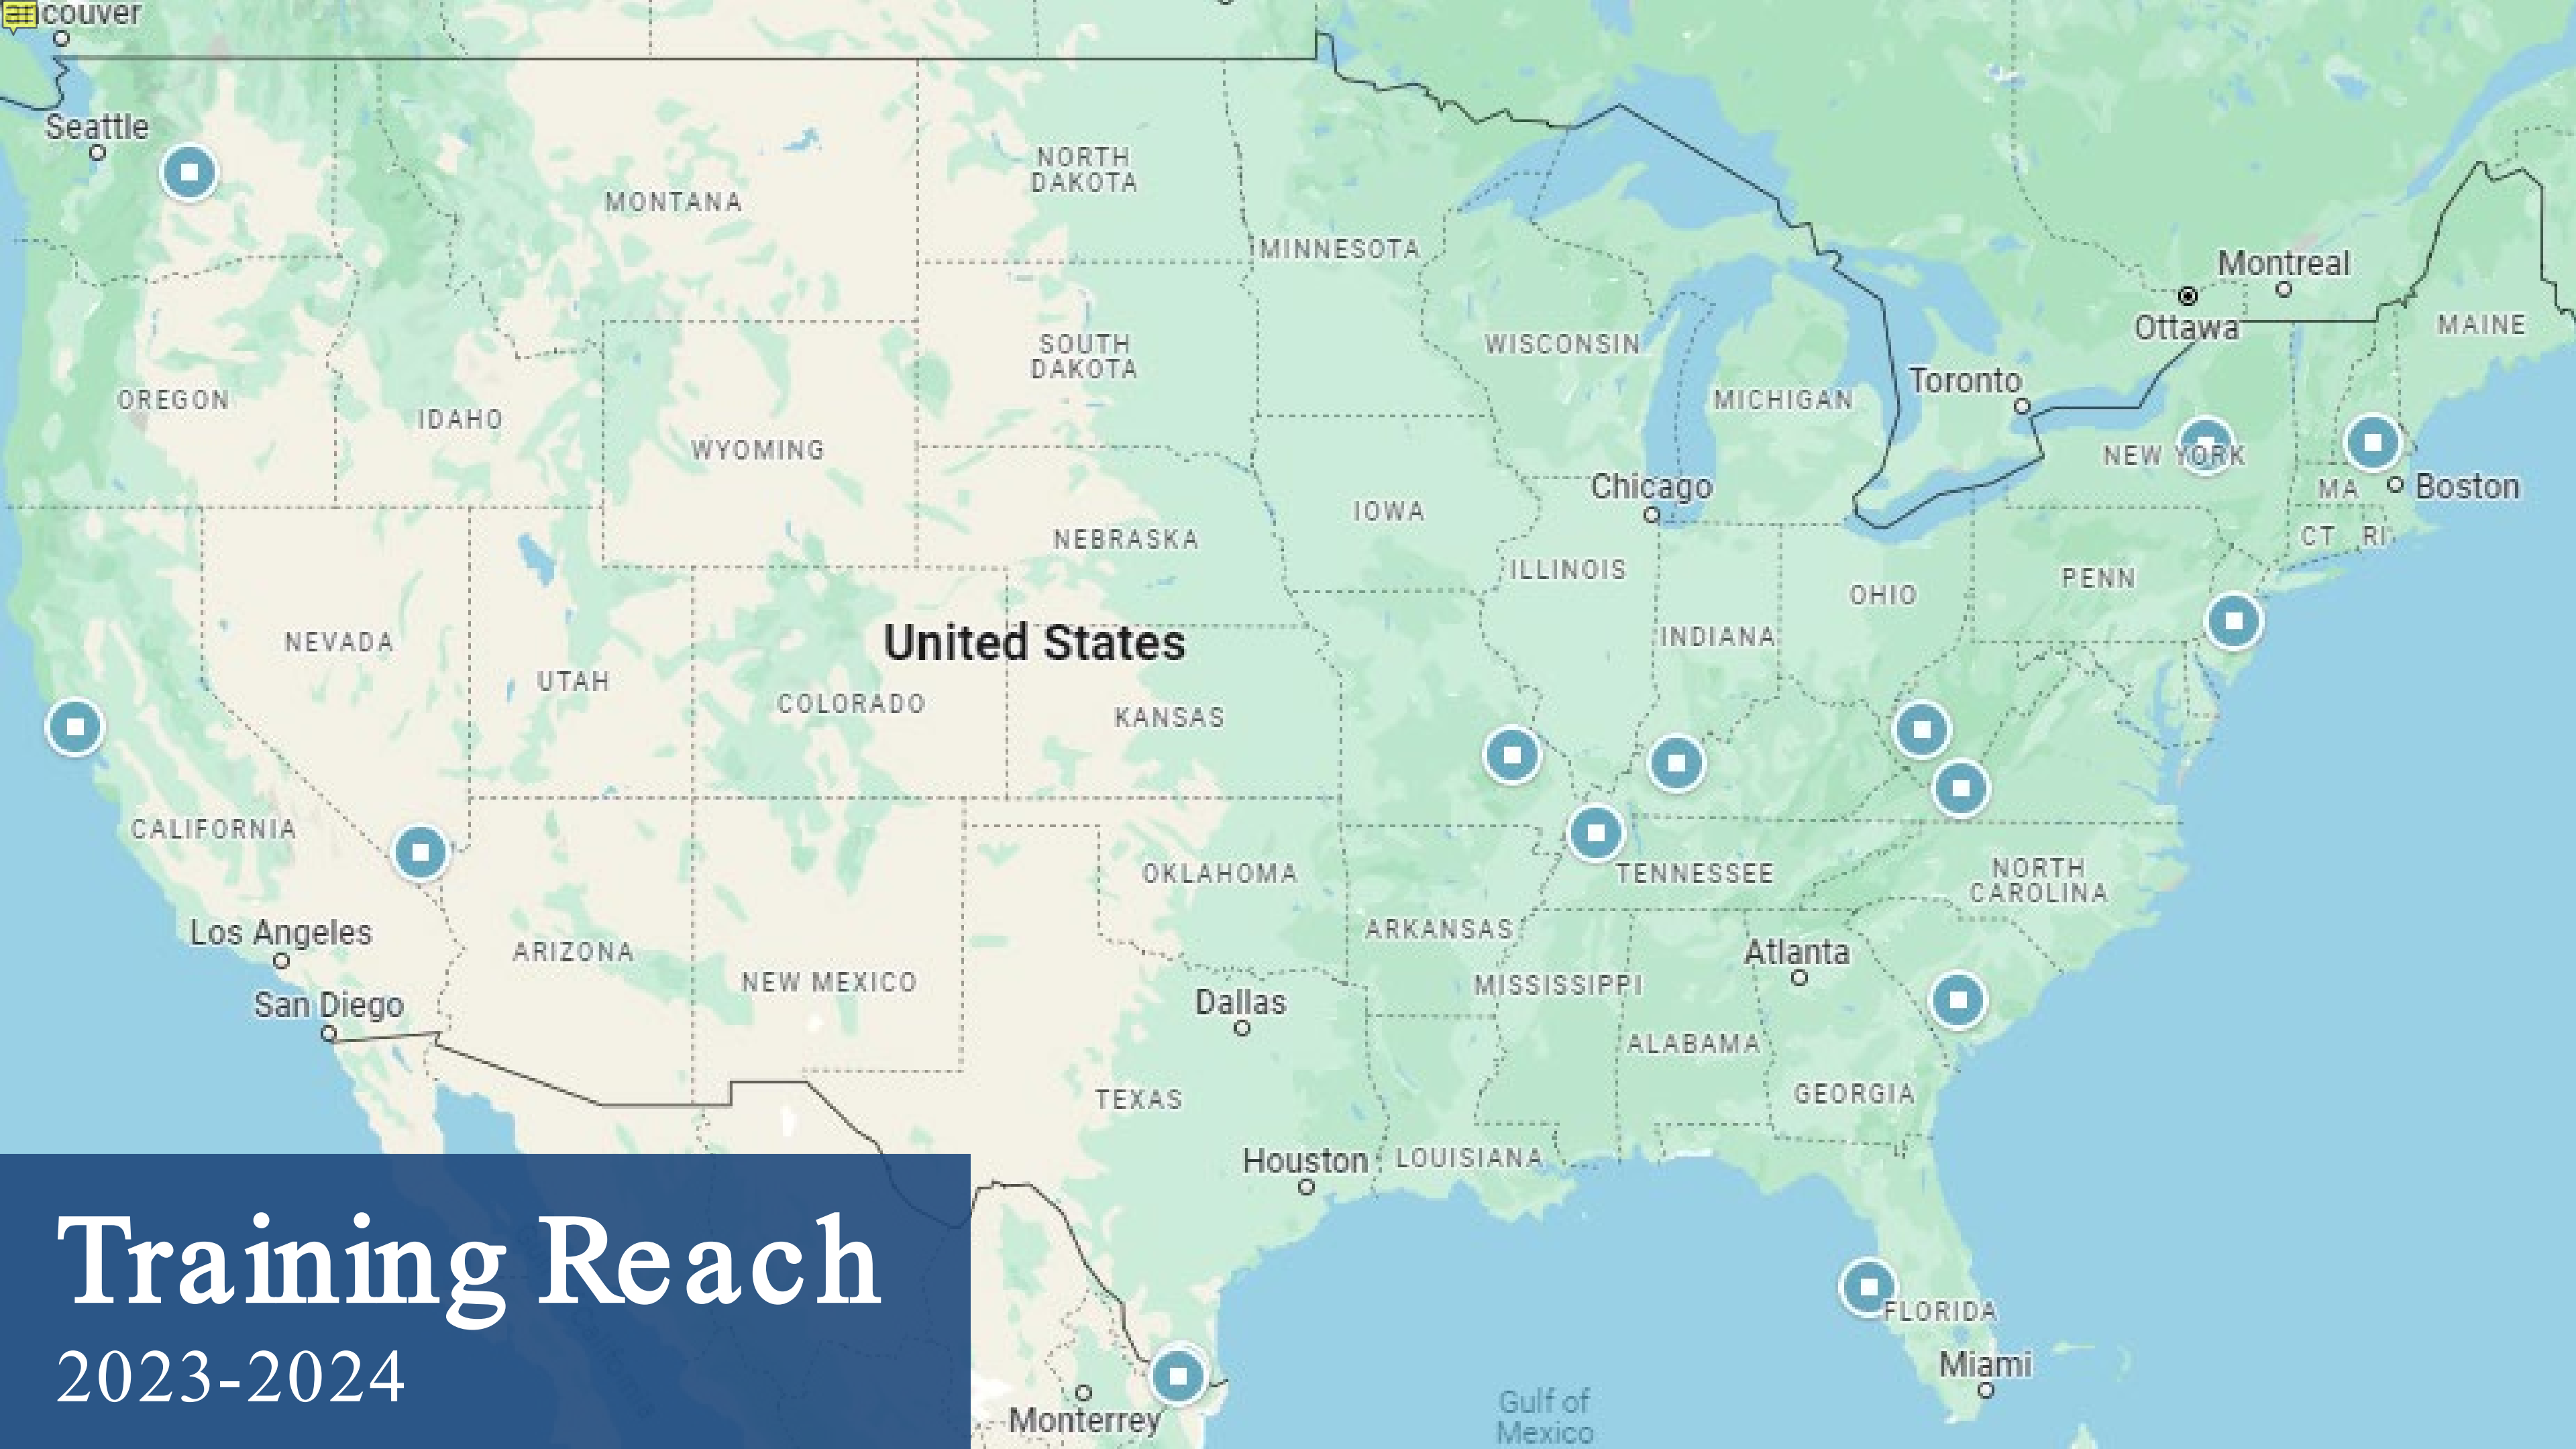 couver
Seattle
NORTH
DAKOTA
MONTANA
MINNESOTA
Montreal
Ottawa
MAINE
SOUTH
DAKOTA
WISCONSIN
Toronto
MICHIGAN
OREGON
IDAHO
WYOMING
NEW YORK
Chicago
MA
Boston
IOWA
NEBRASKA
CT
RI
ILLINOIS
PENN
OHIO
United States
NEVADA
INDIANA
UTAH
COLORADO
KANSAS
CALIFORNIA
OKLAHOMA
TENNESSEE
NORTH
CAROLINA
Los Angeles
ARIZONA
ARKANSAS
Atlanta
NEW MEXICO
MISSISSIPPI
San Diego
Dallas
ALABAMA
TEXAS
GEORGIA
Houston
LOUISIANA
Training Reach
2023-2024
FLORIDA
Miami
Monterrey
Gulf of
Mexico